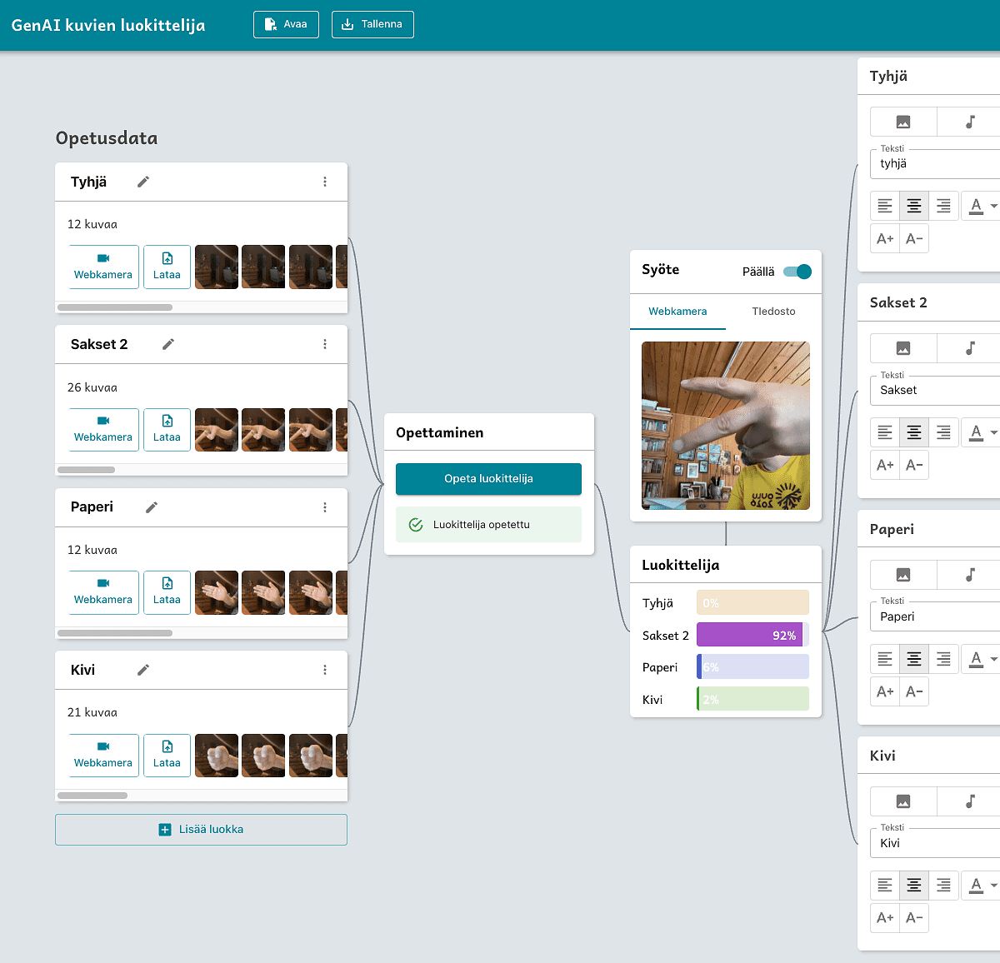 GenAI kuvien luokittelija
Avaa
Tallenna
Opetusdata
Tyhjä
12 kuvaa
Webkamera
Lataa
Sakset 2
26 kuvaa
Webkamera
Lataa
Paperi
12 kuvaa
Webkamera
Lataa
Kivi
21 kuvaa
Webkamera
Lataa
Lisää luokka
Opettaminen
Opeta luokittelija
Luokittelija opetettu
Syöte
Päällä
Webkamera
TIedosto
Luokittelija
Tyhjä 0%
Sakset 2 92%
Paperi 6%
Kivi 2%
Tyhjä
Teksti
tyhjä
A
A+ A−
Sakset 2
Teksti
Sakset
A
A+ A−
Paperi
Teksti
Paperi
A
A+ A−
Kivi
Teksti
Kivi
A
A+ A−